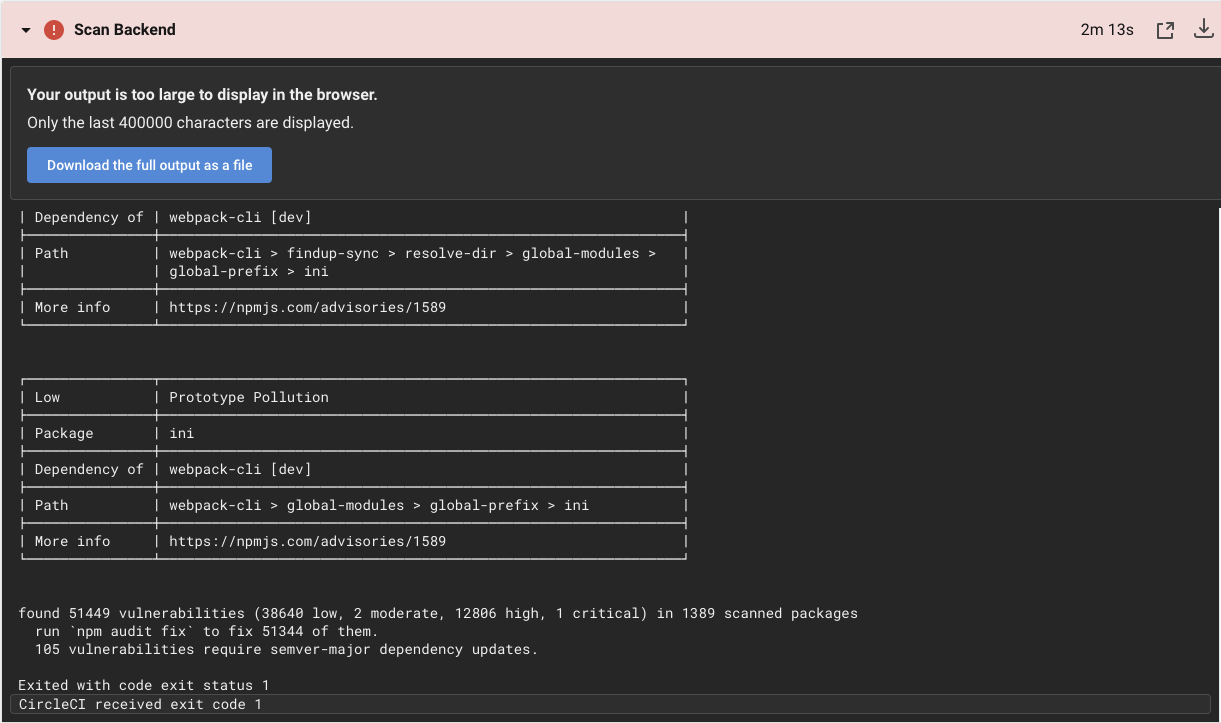 Scan Backend 2m 13s
Your output is too large to display in the browser.
Only the last 400000 characters are displayed.
Download the full output as a file
| Dependency of | webpack-cli [dev] |
| Path | webpack-cli > findup-sync > resolve-dir > global-modules > |
| | global-prefix > ini |
| More info | https://npmjs.com/advisories/1589 |
| Low | Prototype Pollution |
| Package | ini |
| Dependency of | webpack-cli [dev] |
| Path | webpack-cli > global-modules > global-prefix > ini |
| More info | https://npmjs.com/advisories/1589 |
found 51449 vulnerabilities (38640 low, 2 moderate, 12806 high, 1 critical) in 1389 scanned packages
run `npm audit fix` to fix 51344 of them.
105 vulnerabilities require semver-major dependency updates.
Exited with code exit status 1
CircleCI received exit code 1